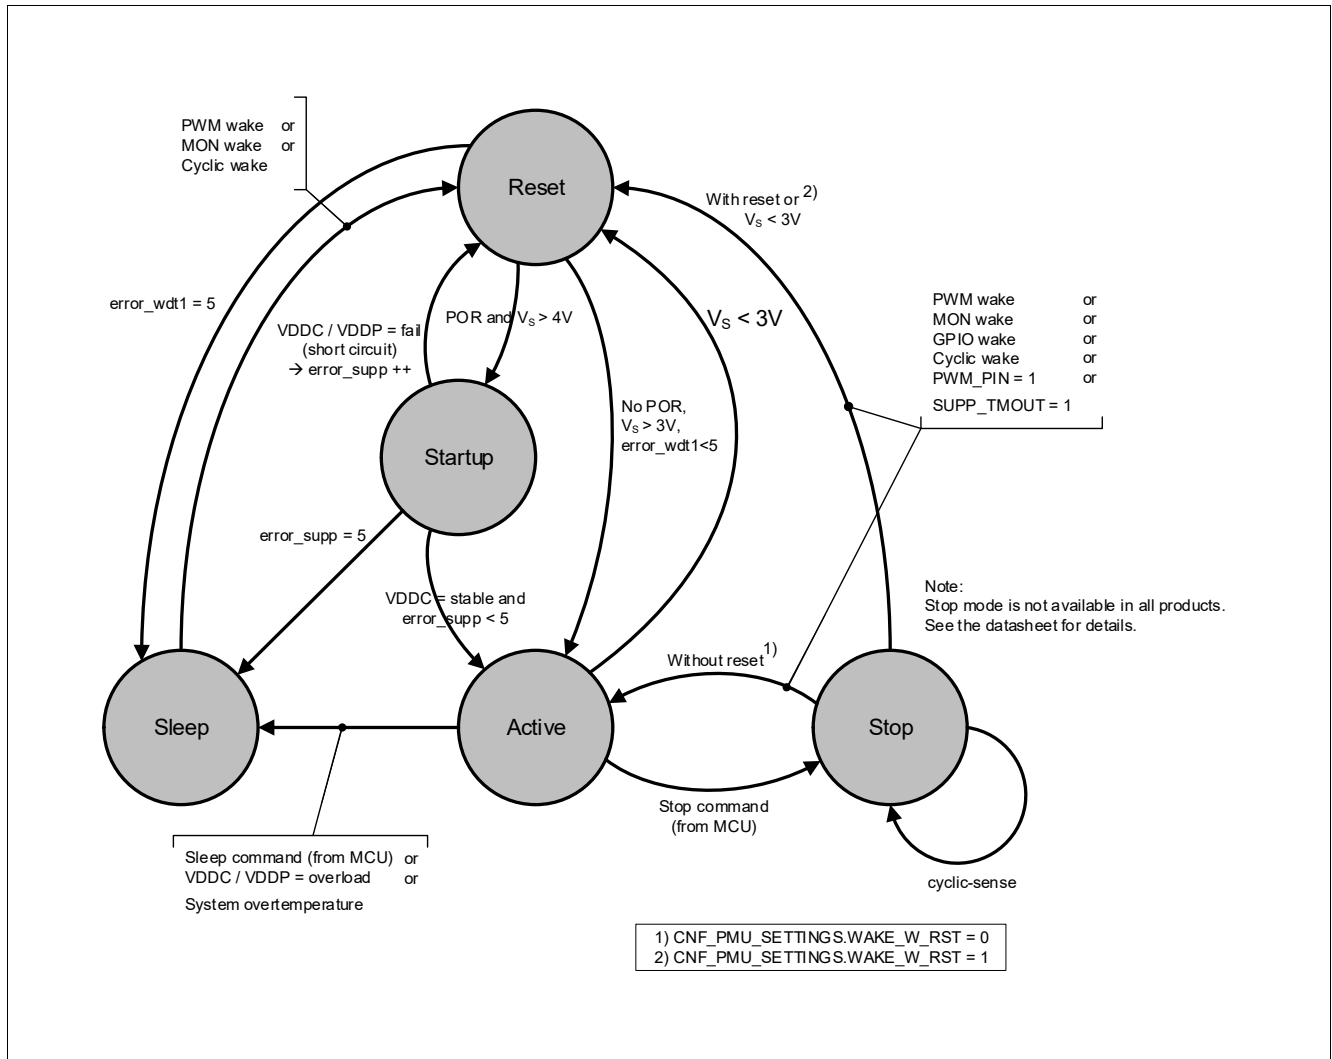 PWM wake or
MON wake or
Cyclic wake
Reset
With reset or 2)
VS < 3V
error_wdt1 = 5
PWM wake or
MON wake or
GPIO wake or
Cyclic wake or
PWM_PIN = 1 or
SUPP_TMOUT = 1
VDDC / VDDP = fail
(short circuit)
→ error_supp ++
POR and VS > 4V
VS < 3V
No POR,
VS > 3V,
error_wdt1<5
Startup
error_supp = 5
VDDC = stable and
error_supp < 5
Note:
Stop mode is not available in all products.
See the datasheet for details.
Without reset 1)
Sleep
Active
Stop
Stop command
(from MCU)
Sleep command (from MCU) or
VDDC / VDDP = overload or
System overtemperature
cyclic-sense
1) CNF_PMU_SETTINGS.WAKE_W_RST = 0
2) CNF_PMU_SETTINGS.WAKE_W_RST = 1